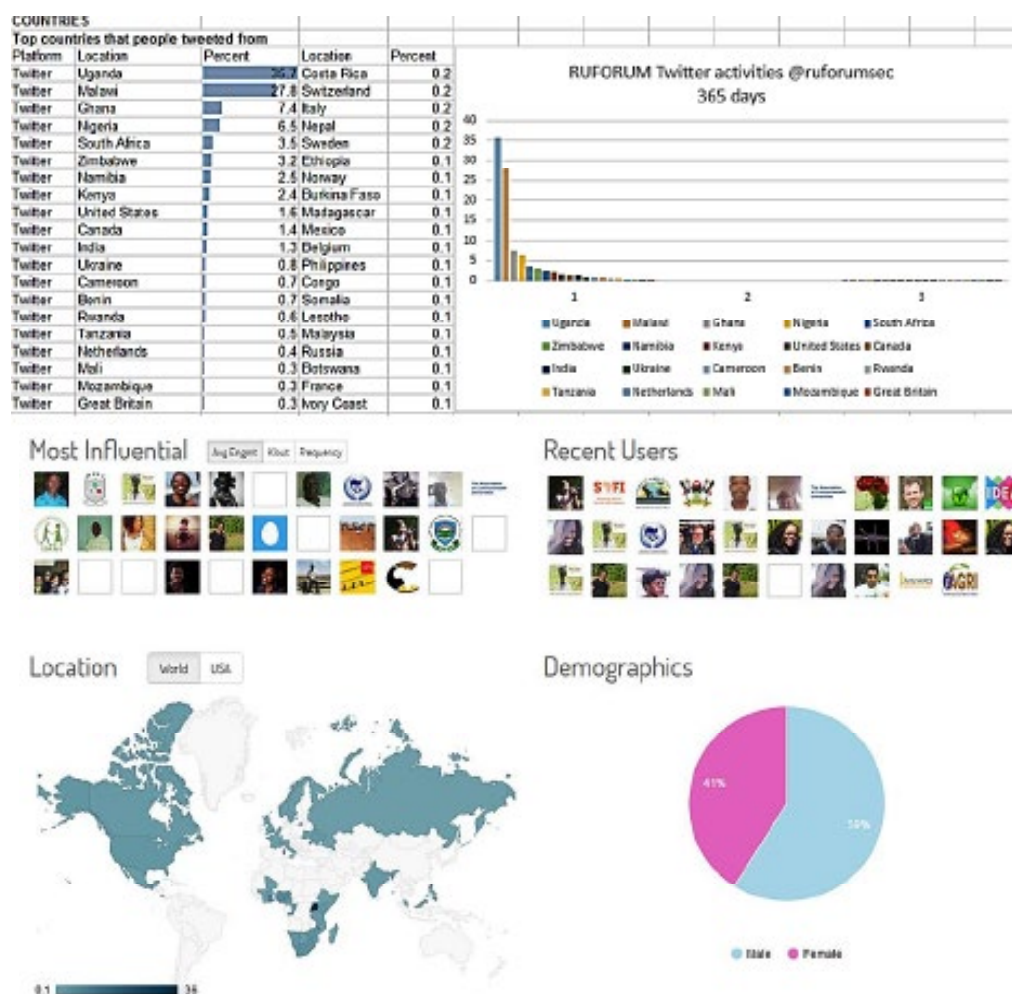 COUNTRIES
Top countries that people tweeted from
Platform Location Percent Location Percent
Twitter Uganda Costa Rica 0.2
Twitter Malawi 27.8 Switzerland 0.2
Twitter Ghana 7.4 Italy 0.2
Twitter Nigeria 6.5 Nepal 0.2
Twitter South Africa 3.5 Sweden 0.2
Twitter Zimbabwe 3.2 Ethiopia 0.1
Twitter Namibia 2.5 Norway 0.1
Twitter Kenya 2.4 Burkina Faso 0.1
Twitter United States 1.6 Madagascar 0.1
Twitter Canada 1.4 Mexico 0.1
Twitter India 1.3 Belgium 0.1
Twitter Ukraine 0.8 Philippines 0.1
Twitter Cameroon 0.7 Congo 0.1
Twitter Benin 0.7 Somalia 0.1
Twitter Rwanda 0.6 Lesotho 0.1
Twitter Tanzania 0.5 Malaysia 0.1
Twitter Netherlands 0.4 Russia 0.1
Twitter Mali 0.3 Botswana 0.1
Twitter Mozambique 0.3 France 0.1
Twitter Great Britain 0.3 Ivory Coast 0.1
RUFORUM Twitter activities @ruforumsec
365 days
40
35
30
25
20
15
10
5
0
1 2 3
Uganda Malawi Ghana Nigeria South Africa
Zimbabwe Namibia Kenya United States Canada
India Ukraine Cameroon Benin Rwanda
Tanzania Netherlands Mali Mozambique Great Britain
Most Influential Avg Engmt Klout Frequency
Recent Users
IDEA
AGRI
Location World USA
0.1 36
Demographics
41%
59%
Male Female